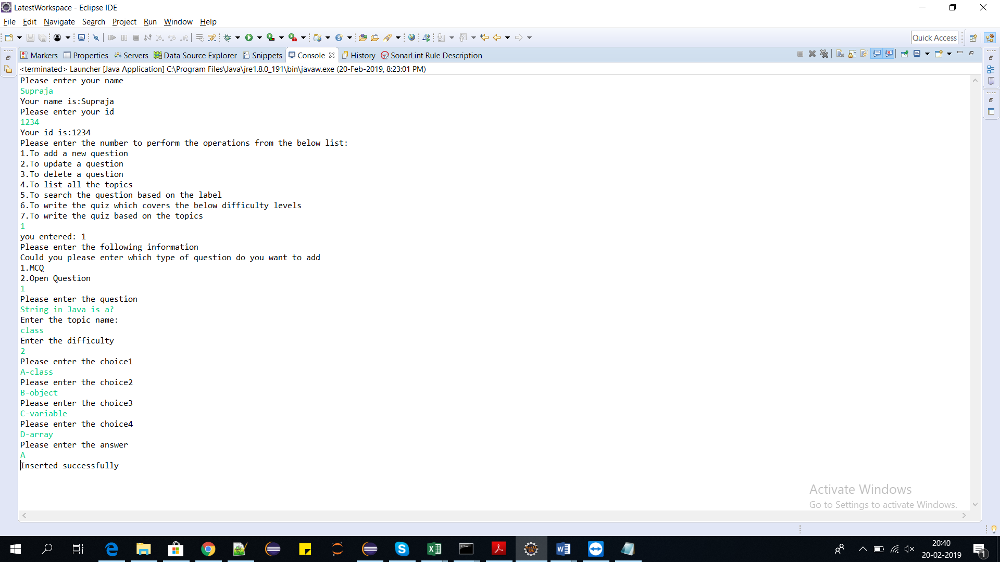 LatestWorkspace - Eclipse IDE
File Edit Navigate Search Project Run Window Help
Quick Access
Markers Properties Servers Data Source Explorer Snippets Console History SonarLint Rule Description
<terminated> Launcher [Java Application] C:\Program Files\Java\jre1.8.0_191\bin\javaw.exe (20-Feb-2019, 8:23:01 PM)
Please enter your name
Supraja
Your name is:Supraja
Please enter your id
1234
Your id is:1234
Please enter the number to perform the operations from the below list:
1.To add a new question
2.To update a question
3.To delete a question
4.To list all the topics
5.To search the question based on the label
6.To write the quiz which covers the below difficulty levels
7.To write the quiz based on the topics
1
you entered: 1
Please enter the following information
Could you please enter which type of question do you want to add
1.MCQ
2.Open Question
1
Please enter the question
String in Java is a?
Enter the topic name:
class
Enter the difficulty
2
Please enter the choice1
A-class
Please enter the choice2
B-object
Please enter the choice3
C-variable
Please enter the choice4
D-array
Please enter the answer
A
Inserted successfully
Activate Windows
Go to Settings to activate Windows.
20:40
20-02-2019
1